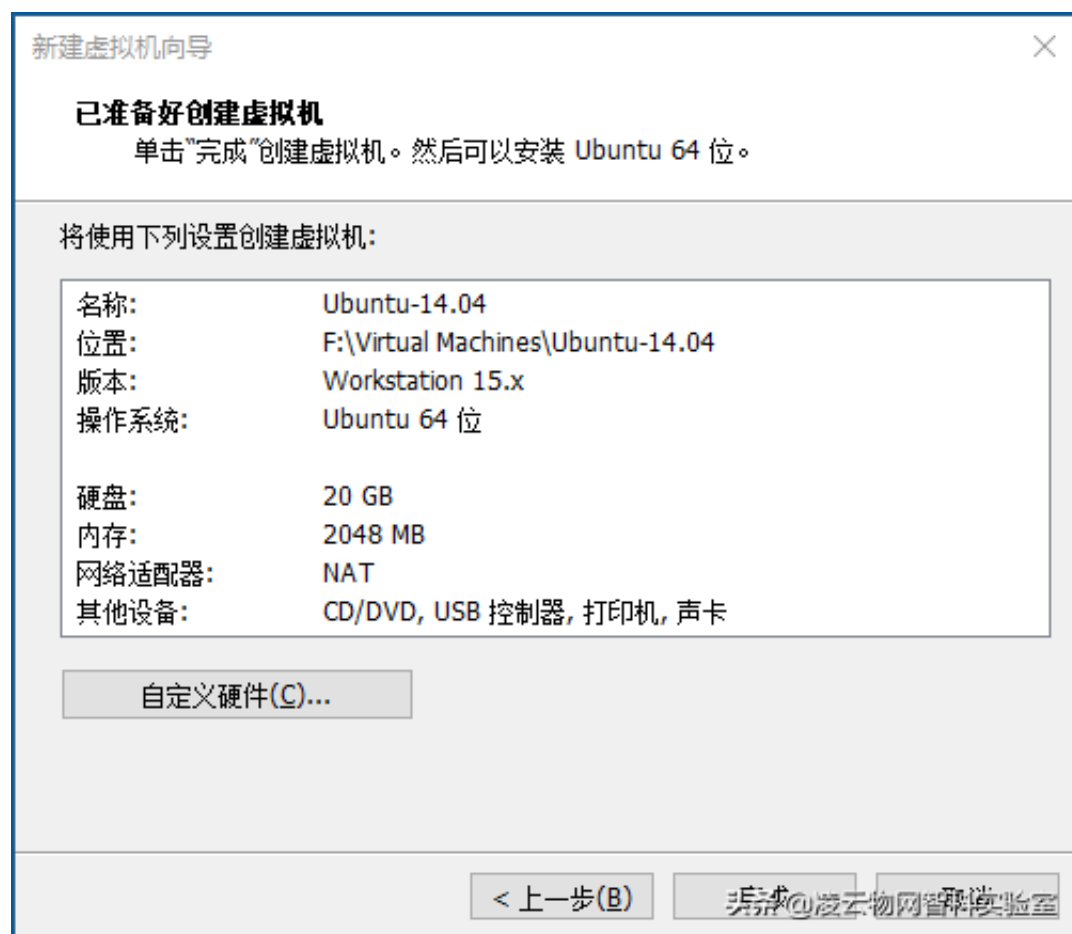 新建虚拟机向导
已准备好创建虚拟机
单击"完成"创建虚拟机。然后可以安装 Ubuntu 64 位。
将使用下列设置创建虚拟机:
名称: Ubuntu-14.04
位置: F:\Virtual Machines\Ubuntu-14.04
版本: Workstation 15.x
操作系统: Ubuntu 64 位
硬盘: 20 GB
内存: 2048 MB
网络适配器: NAT
其他设备: CD/DVD, USB 控制器, 打印机, 声卡
自定义硬件(C)...
< 上一步(B) 完成 取消
头条 @凌云物网智科实验室